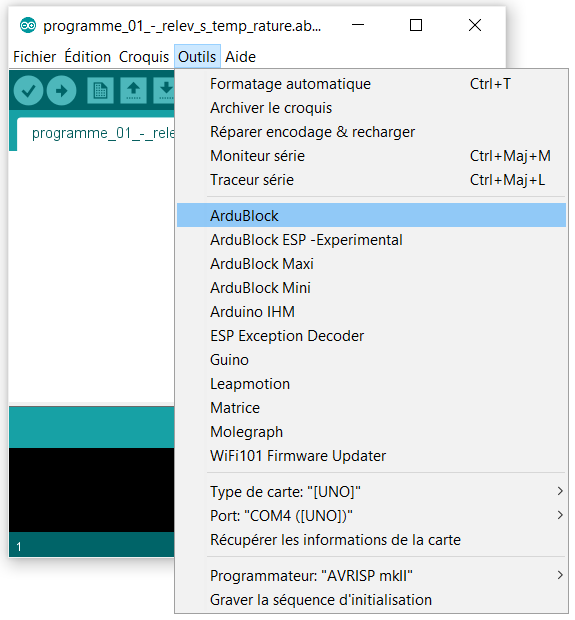 programme_01_-_relev_s_temp_rature.ab...
Fichier Édition Croquis Outils Aide
programme_01_-_rele
Formatage automatique Ctrl+T
Archiver le croquis
Réparer encodage & recharger
Moniteur série Ctrl+Maj+M
Traceur série Ctrl+Maj+L
ArduBlock
ArduBlock ESP -Experimental
ArduBlock Maxi
ArduBlock Mini
Arduino IHM
ESP Exception Decoder
Guino
Leapmotion
Matrice
Molegraph
WiFi101 Firmware Updater
Type de carte: "[UNO]"
Port: "COM4 ([UNO])"
Récupérer les informations de la carte
Programmateur: "AVRISP mkII"
Graver la séquence d'initialisation
1